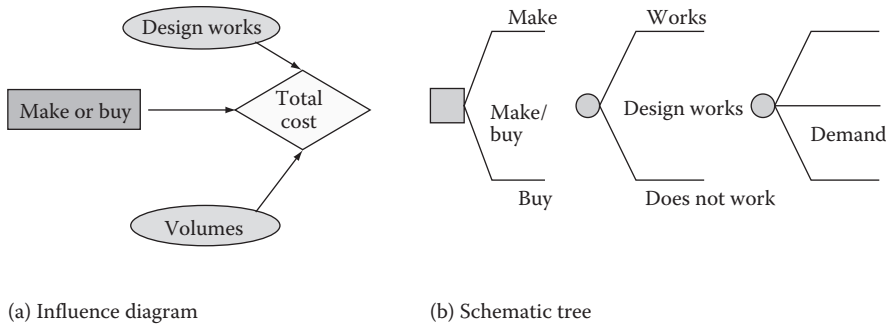 Design works
Make or buy
Total
cost
Volumes
(a) Influence diagram
Make
Make/
buy
Buy
Works
Design works
Does not work
Demand
(b) Schematic tree